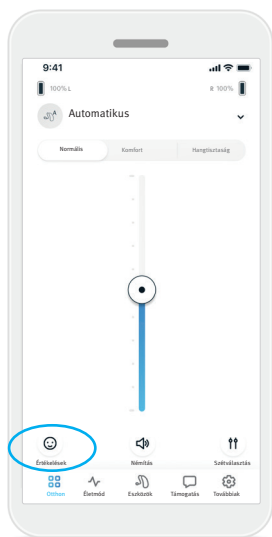 9:41
100% L
R 100%
Automatikus
Normális Komfort Hangtisztaság
Értékelések Némítás Szétválasztás
Otthon Életmód Eszközök Támogatás Továbbiak